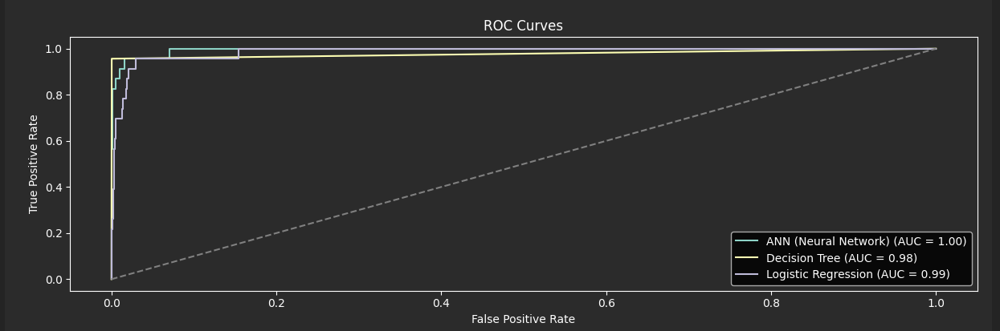 ROC Curves
1.0
0.8
0.6
0.4
0.2
0.0
True Positive Rate
0.0 0.2 0.4 0.6 0.8 1.0
False Positive Rate
ANN (Neural Network) (AUC = 1.00)
Decision Tree (AUC = 0.98)
Logistic Regression (AUC = 0.99)